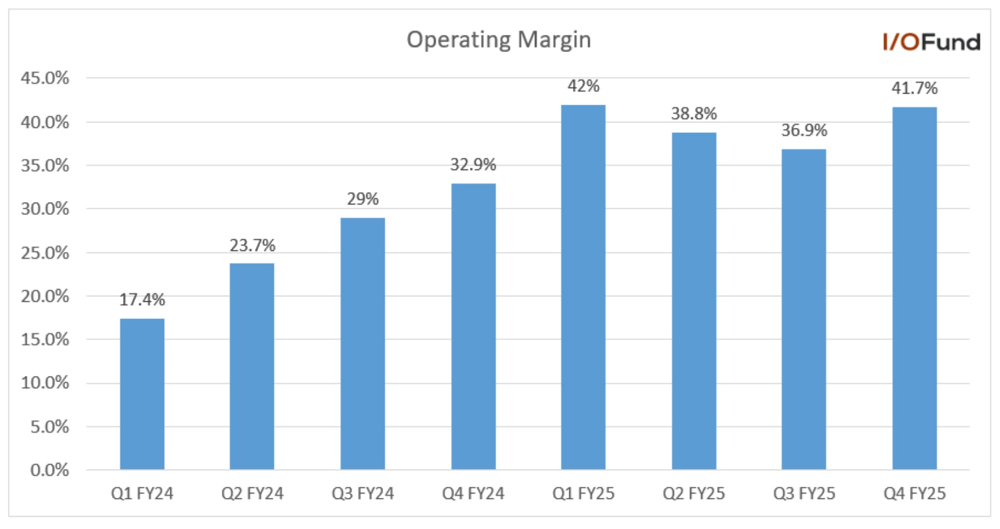 Operating Margin
I/OFund
45.0%
40.0%
35.0%
30.0%
25.0%
20.0%
15.0%
10.0%
5.0%
0.0%
17.4%
23.7%
29%
32.9%
42%
38.8%
36.9%
41.7%
Q1 FY24
Q2 FY24
Q3 FY24
Q4 FY24
Q1 FY25
Q2 FY25
Q3 FY25
Q4 FY25